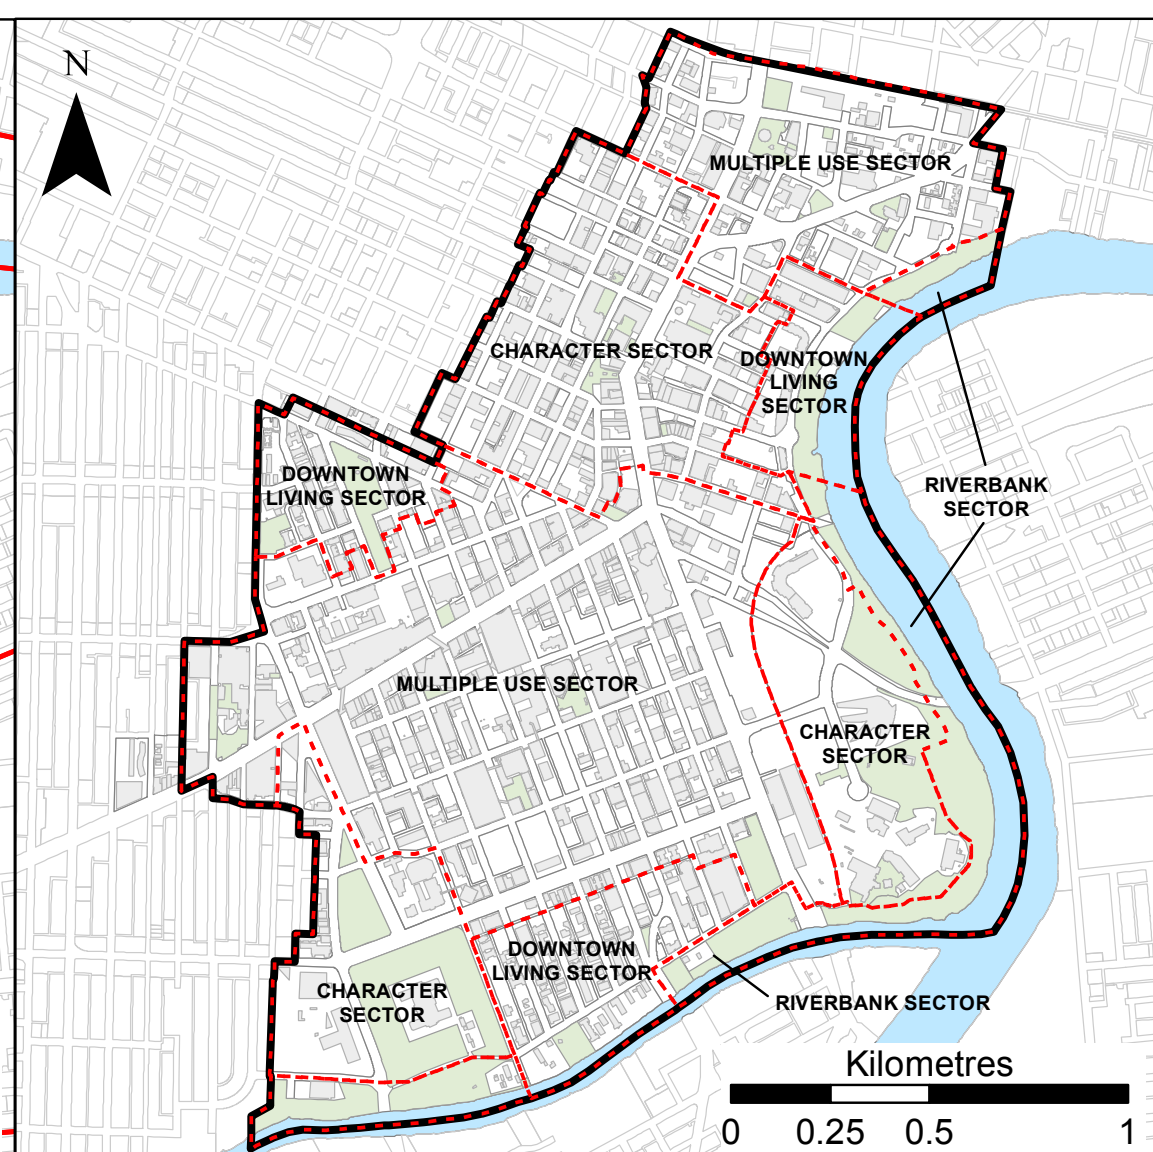 N
MULTIPLE USE SECTOR
CHARACTER SECTOR
DOWNTOWN
LIVING
SECTOR
DOWNTOWN
LIVING SECTOR
RIVERBANK
SECTOR
MULTIPLE USE SECTOR
CHARACTER
SECTOR
DOWNTOWN
LIVING SECTOR
CHARACTER
SECTOR
RIVERBANK SECTOR
Kilometres
0 0.25 0.5 1